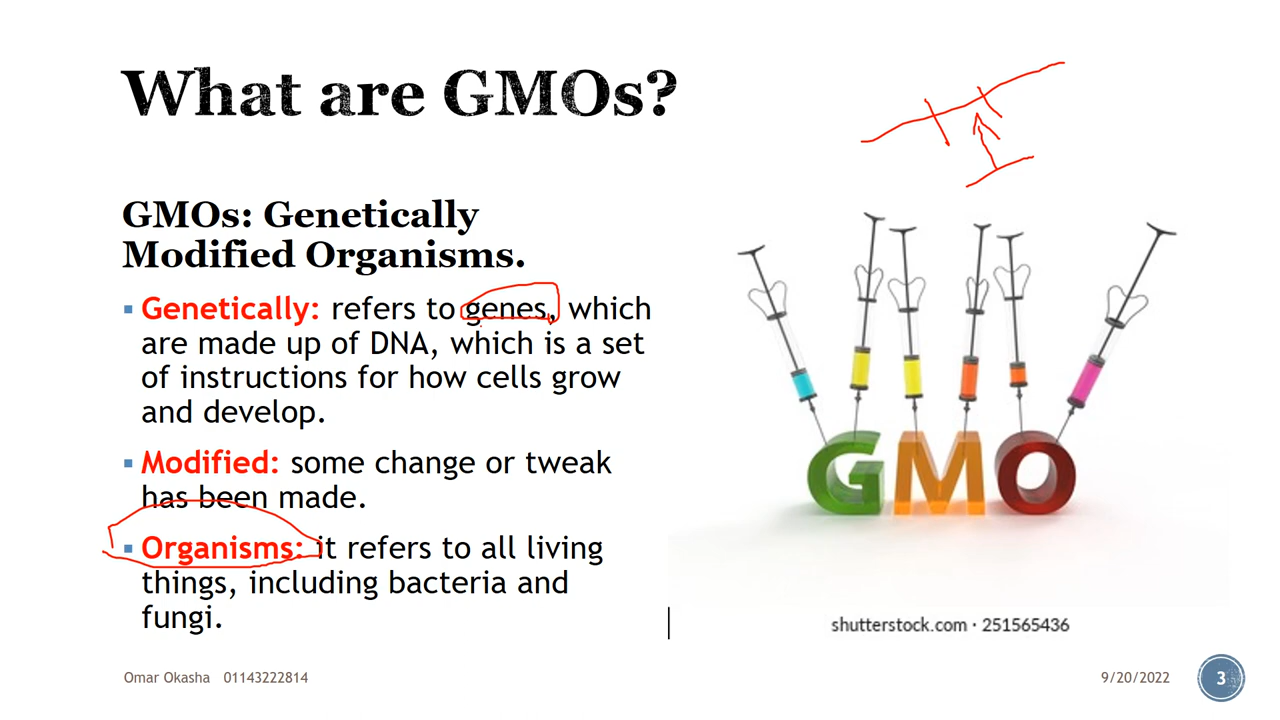 What are GMOs?
GMOs: Genetically
Modified Organisms.
Genetically: refers to genes, which
are made up of DNA, which is a set
of instructions for how cells grow
and develop.
Modified: some change or tweak
has been made.
Organisms: it refers to all living
things, including bacteria and
fungi.
GMO
shutterstock.com · 251565436
Omar Okasha 01143222814
9/20/2022
3